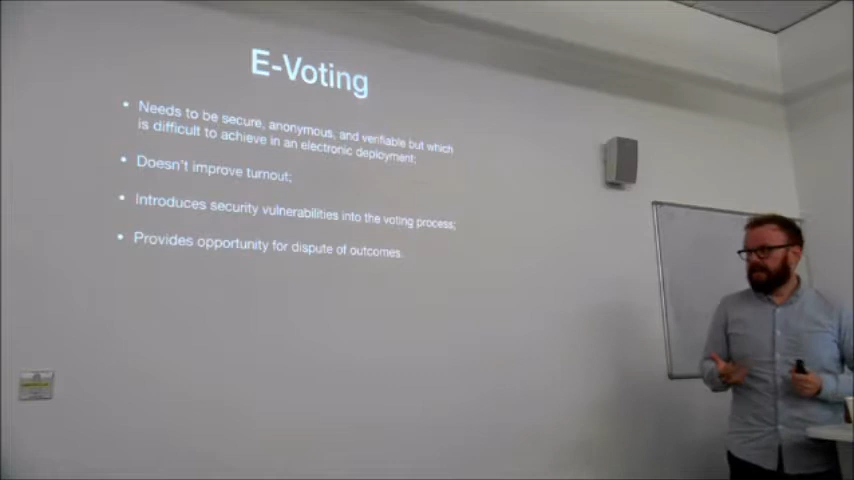 E-Voting
• Needs to be secure, anonymous, and verifiable but which
is difficult to achieve in an electronic deployment;
• Doesn't improve turnout;
• Introduces security vulnerabilities into the voting process;
• Provides opportunity for dispute of outcomes.